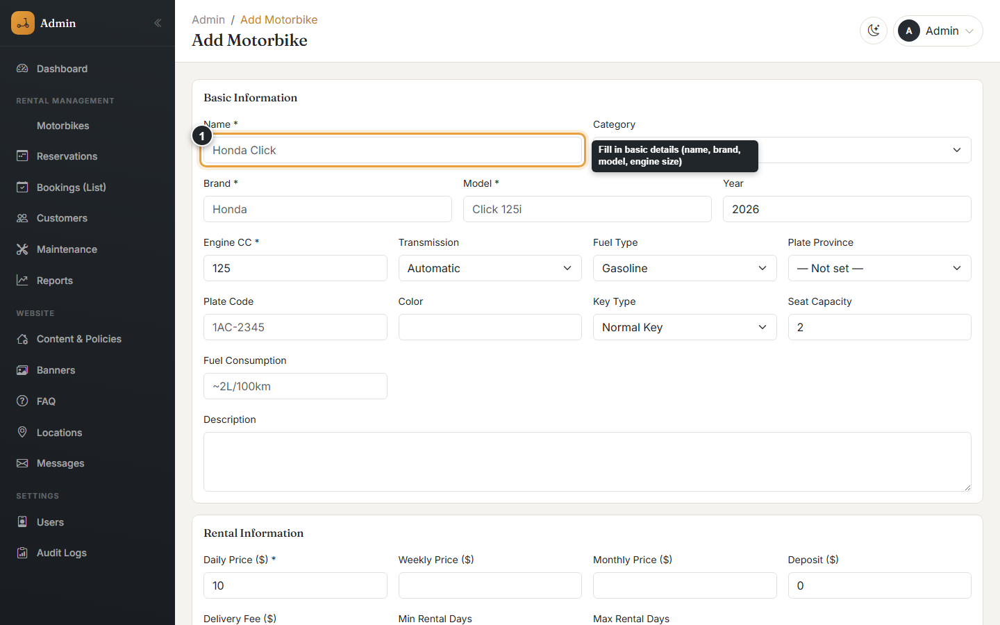 Admin
Dashboard
RENTAL MANAGEMENT
Motorbikes
Reservations
Bookings (List)
Customers
Maintenance
Reports
WEBSITE
Content & Policies
Banners
FAQ
Locations
Messages
SETTINGS
Users
Audit Logs
Admin / Add Motorbike
Add Motorbike
A Admin
Basic Information
Name *
Category
1
Honda Click
Fill in basic details (name, brand,
model, engine size)
Brand *
Model *
Year
Honda
Click 125i
2026
Engine CC *
Transmission
Fuel Type
Plate Province
125
Automatic
Gasoline
— Not set —
Plate Code
Color
Key Type
Seat Capacity
1AC-2345
Normal Key
2
Fuel Consumption
~2L/100km
Description
Rental Information
Daily Price ($) *
Weekly Price ($)
Monthly Price ($)
Deposit ($)
10
0
Delivery Fee ($)
Min Rental Days
Max Rental Days